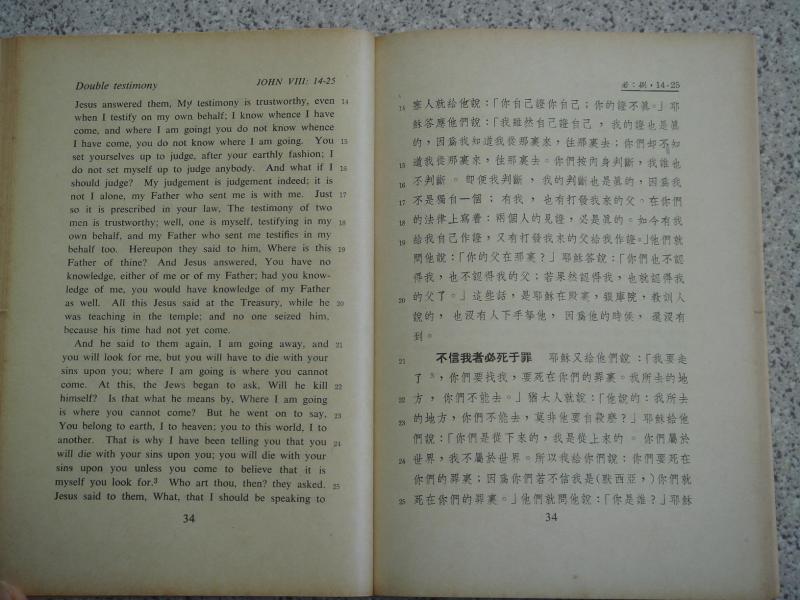 Double testimony JOHN VIII: 14-25
Jesus answered them, My testimony is trustworthy, even 14
when I testify on my own behalf; I know whence I have
come, and where I am going; you do not know whence
I have come, you do not know where I am going. You 15
set yourselves up to judge, after your earthly fashion; I
do not set myself up to judge anybody. And what if I 16
should judge? My judgement is judgement indeed; it is
not I alone, my Father who sent me is with me. Just 17
so it is prescribed in your law, The testimony of two
men is trustworthy; well, one is myself, testifying in my 18
own behalf, and my Father who sent me testifies in my
behalf too. Hereupon they said to him, Where is this 19
Father of thine? And Jesus answered, You have no
knowledge, either of me or of my Father; had you know-
ledge of me, you would have knowledge of my Father
as well. All this Jesus said at the Treasury, while he 20
was teaching in the temple; and no one seized him,
because his time had not yet come.
And he said to them again, I am going away, and 21
you will look for me, but you will have to die with your
sins upon you; where I am going is where you cannot
come. At this, the Jews began to ask, Will he kill 22
himself? Is that what he means by, Where I am going
is where you cannot come? But he went on to say, 23
You belong to earth, I to heaven; you to this world, I to
another. That is why I have been telling you that you 24
will die with your sins upon you; you will die with your
sins upon you unless you come to believe that it is
myself you look for.³ Who art thou, then? they asked. 25
Jesus said to them, What, that I should be speaking to
34
若：捌・14-25
14 塞人就給他說：「你自己證你自己；你的證不眞。」耶
穌答應他們說：「我雖然自己證自己，我的證也是眞
的，因爲我知道我從那裏來，住那裏去；你們却不知
15 道我從那裏來，往那裏去。你們按肉身判斷，我誰也
16 不判斷。即便我判斷，我的判斷也是眞的，因爲我
17 不是獨自一個；有我，也有打發我來的父。在你們
的法律上寫着：兩個人的見證，必是眞的。如今有我
18
19 給我自己作證，又有打發我來的父給我作證。」他們就
問他說：「你的父在那裏？」耶穌答說：「你們也不認
得我，也不認得我的父；若果然認得我，也就認得我
20 的父了。」這些話，是耶穌在殿裏，銀庫院，教訓人
說的，也沒有人下手拏他，因爲他的時候，還沒有
到。
21 不信我者必死于罪 耶穌又給他們說：「我要走
了³，你們要找我，要死在你們的罪裏。我所去的地
22 方，你們不能去。」猶太人就說：「他說的：我所去
23 的地方，你們不能去，莫非他要自殺麽？」耶穌給他
們說：「你們是從下來的，我是從上來的。你們屬於
24 世界，我不屬於世界。所以我給你們說：你們要死在
你們的罪裏；因爲你們若不信我是(默西亞，)你們就
25 死在你們的罪裏。」他們就問他說：「你是誰？」耶穌
34